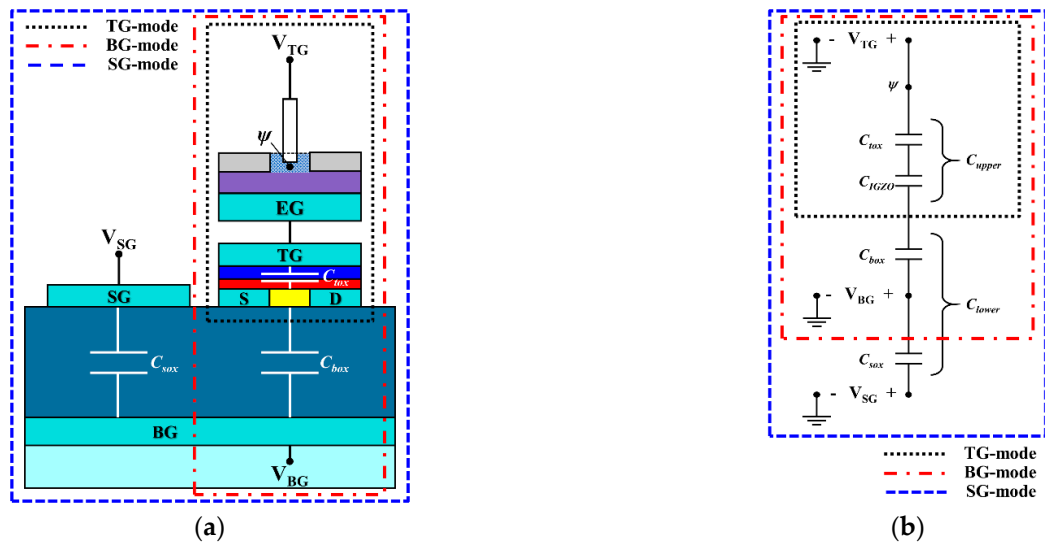 TG-mode
BG-mode
SG-mode
V_TG
ψ
EG
V_SG
TG
C_tox
SG
S
D
C_sox
C_box
BG
V_BG
(a)
- V_TG +
ψ
C_tox
C_upper
C_IGZO
C_box
- V_BG +
C_lower
C_sox
- V_SG +
TG-mode
BG-mode
SG-mode
(b)